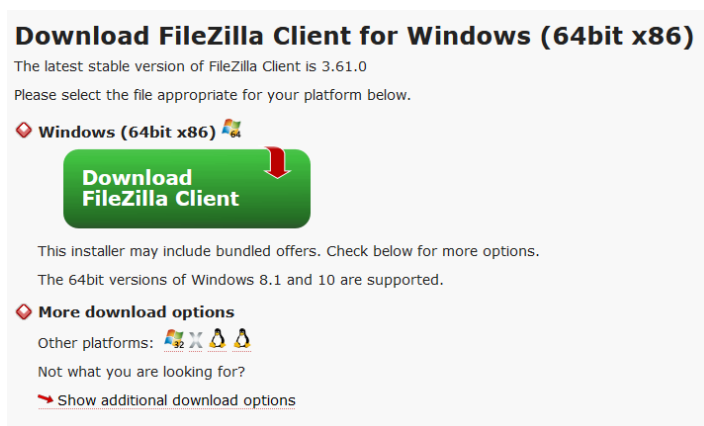 Download FileZilla Client for Windows (64bit x86)
The latest stable version of FileZilla Client is 3.61.0
Please select the file appropriate for your platform below.
Windows (64bit x86) 64
Download
FileZilla Client
This installer may include bundled offers. Check below for more options.
The 64bit versions of Windows 8.1 and 10 are supported.
More download options
Other platforms: 32
Not what you are looking for?
Show additional download options